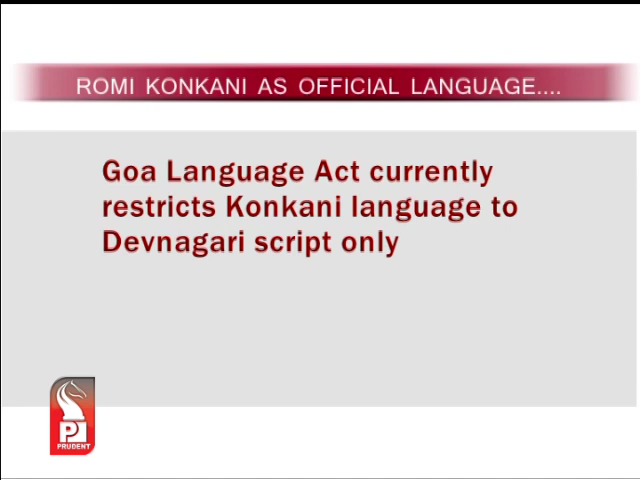 ROMI KONKANI AS OFFICIAL LANGUAGE....
Goa Language Act currently
restricts Konkani language to
Devnagari script only
P
PRUDENT